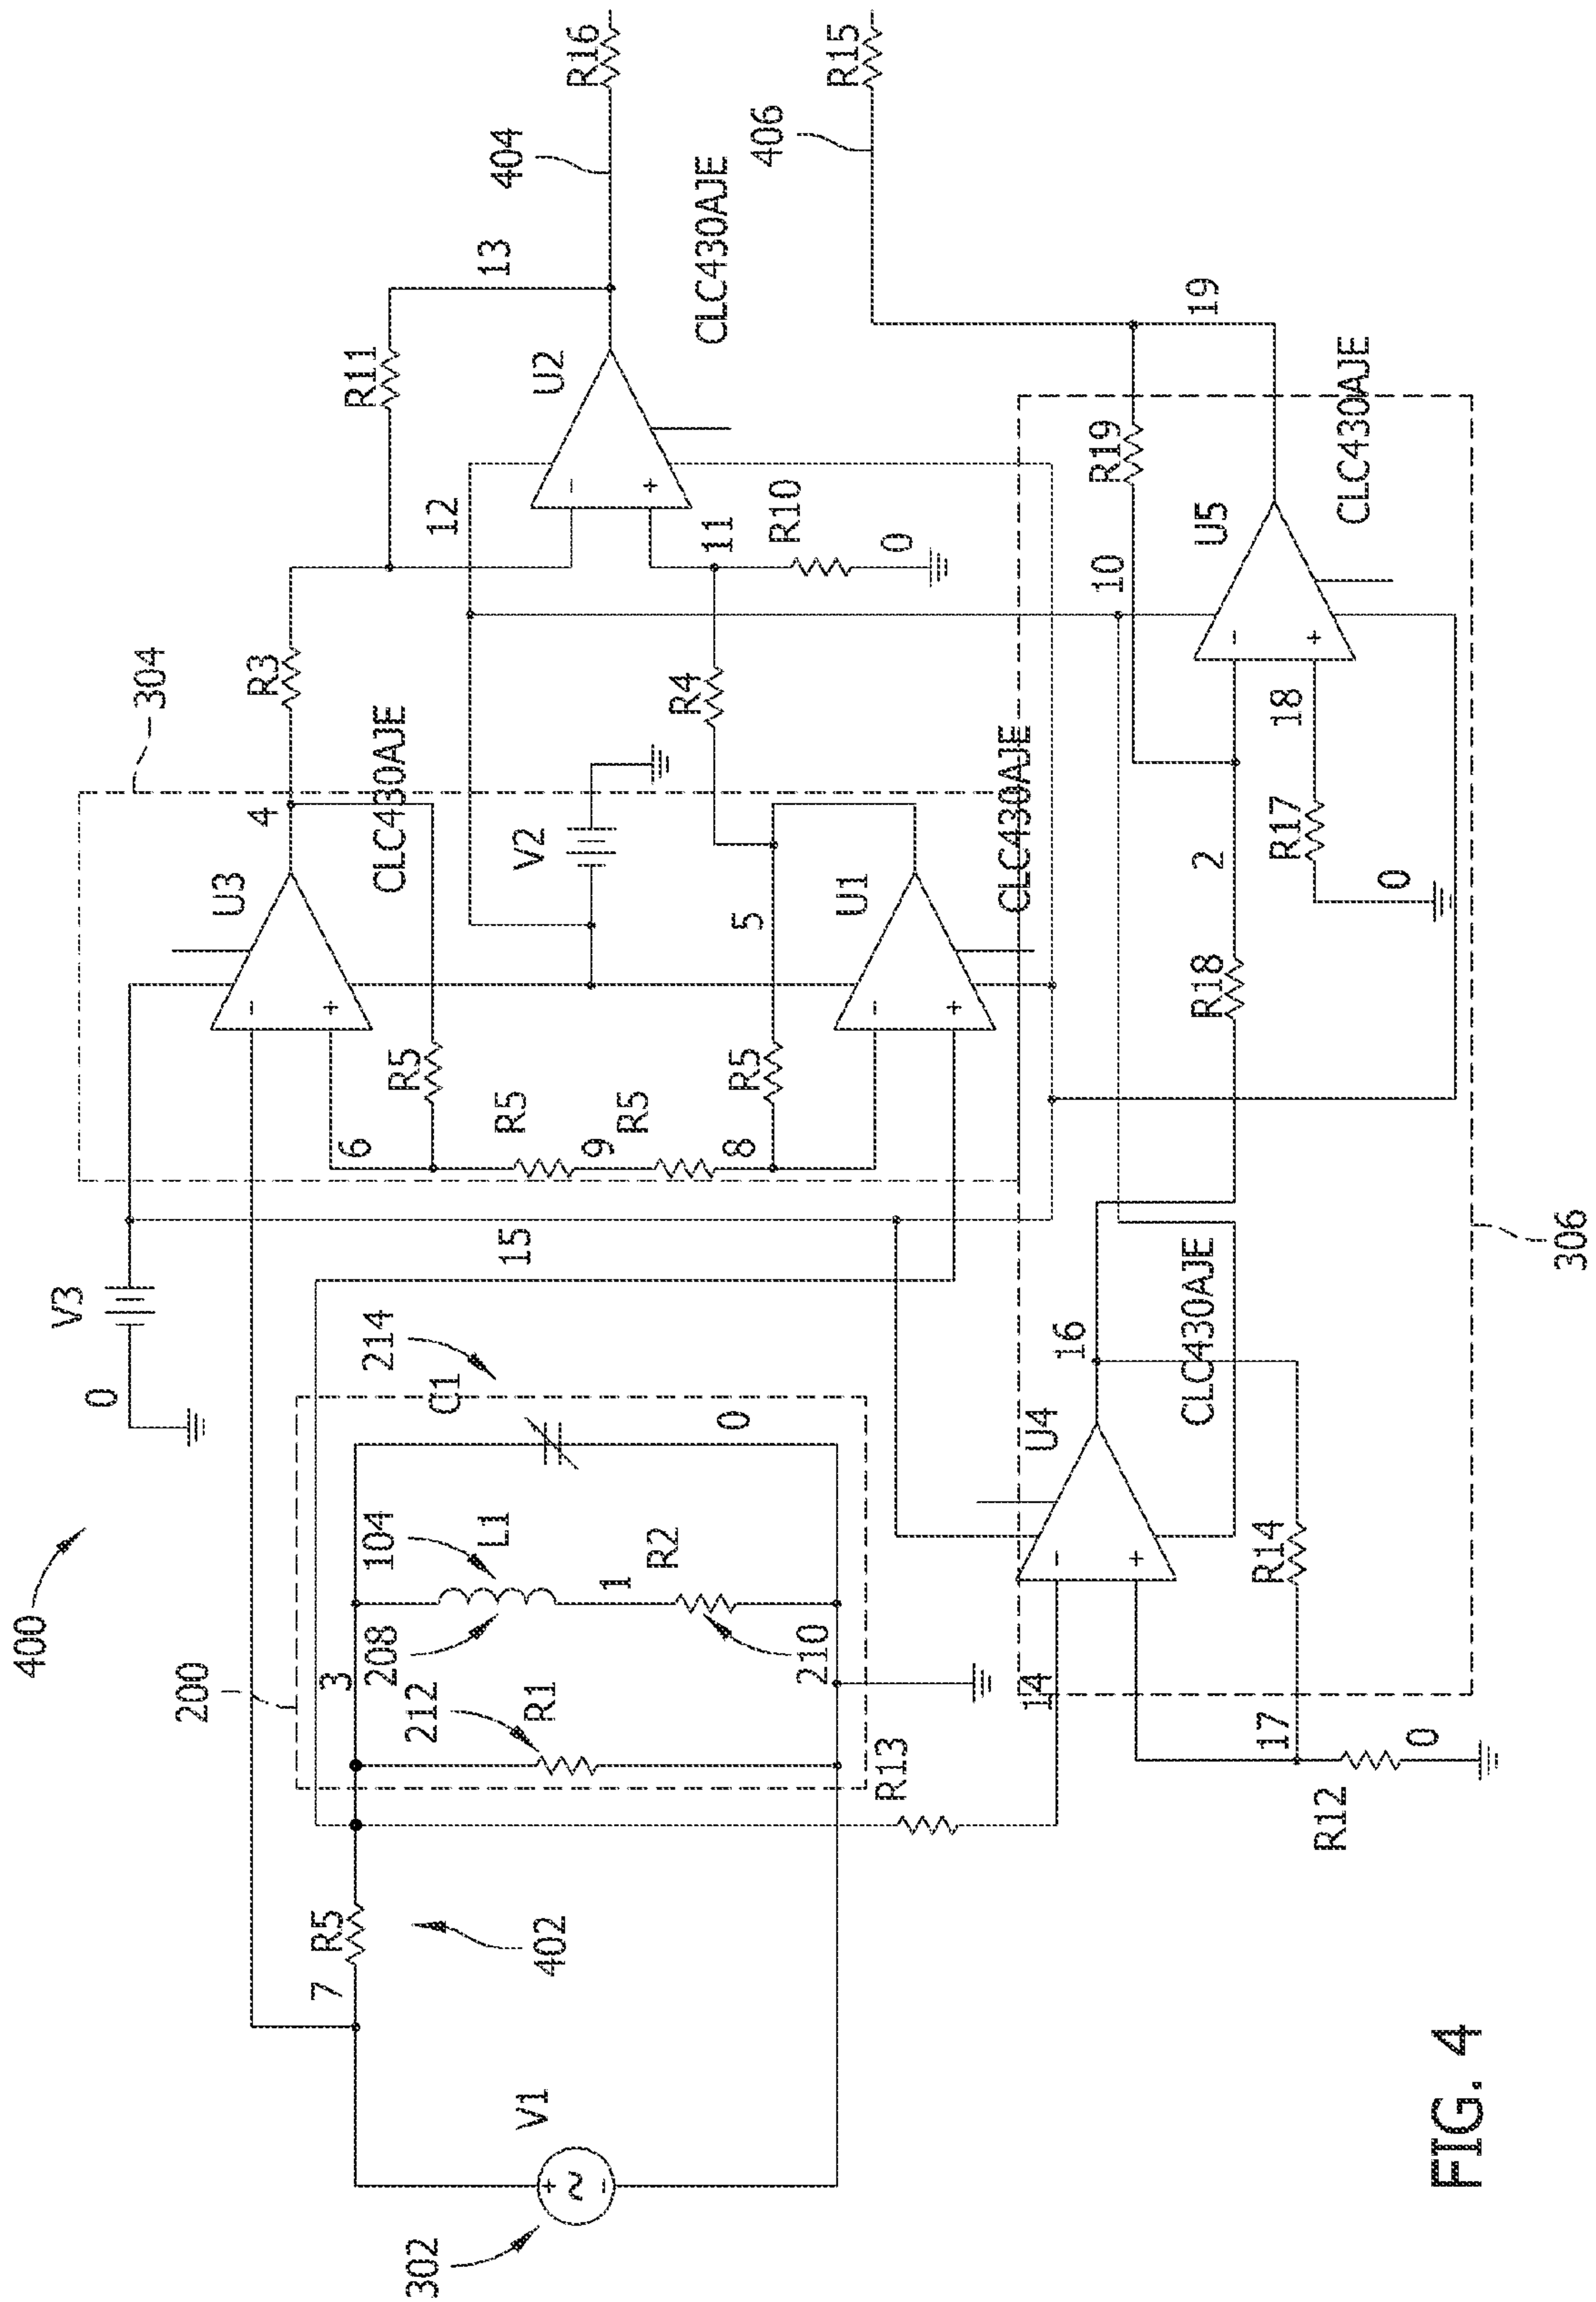 400
V3
0
304
U3
4
R3
R11
13
404
R16
CLC430AJE
U2
12
6
R5
R5
9
R5
8
R5
V2
5
U1
R4
11
R10
0
CLC430AJE
CLC430AJE
406
R15
15
200
214
C1
104
L1
208
3
1
R2
210
0
212
R1
302
V1
7
R5
402
R13
14
U4
16
CLC430AJE
R14
17
R12
0
R18
2
R17
0
18
U5
10
R19
19
CLC430AJE
306
FIG. 4